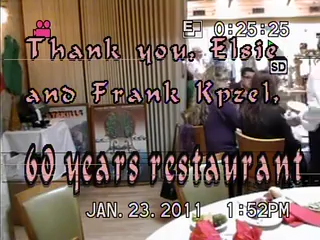 0:25:25
Thank you, Elsie
SD
and Frank Kpzel,
60 years restaurant
JAN. 23. 2011 1:52PM